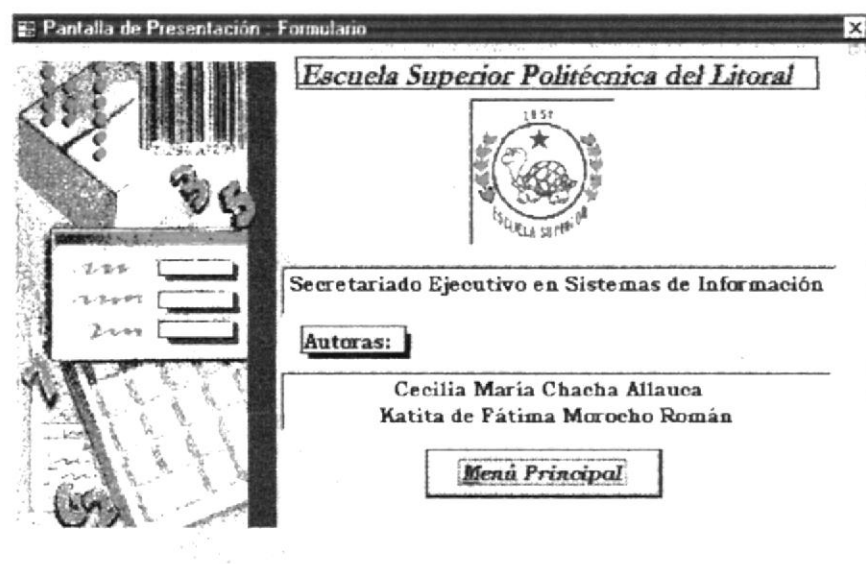 Pantalla de Presentación : Formulario
Escuela Superior Politécnica del Litoral
ESCUELA SUPERIOR
Secretariado Ejecutivo en Sistemas de Información
Autoras:
Cecilia María Chacha Allauca
Katita de Fátima Morocho Román
Menú Principal